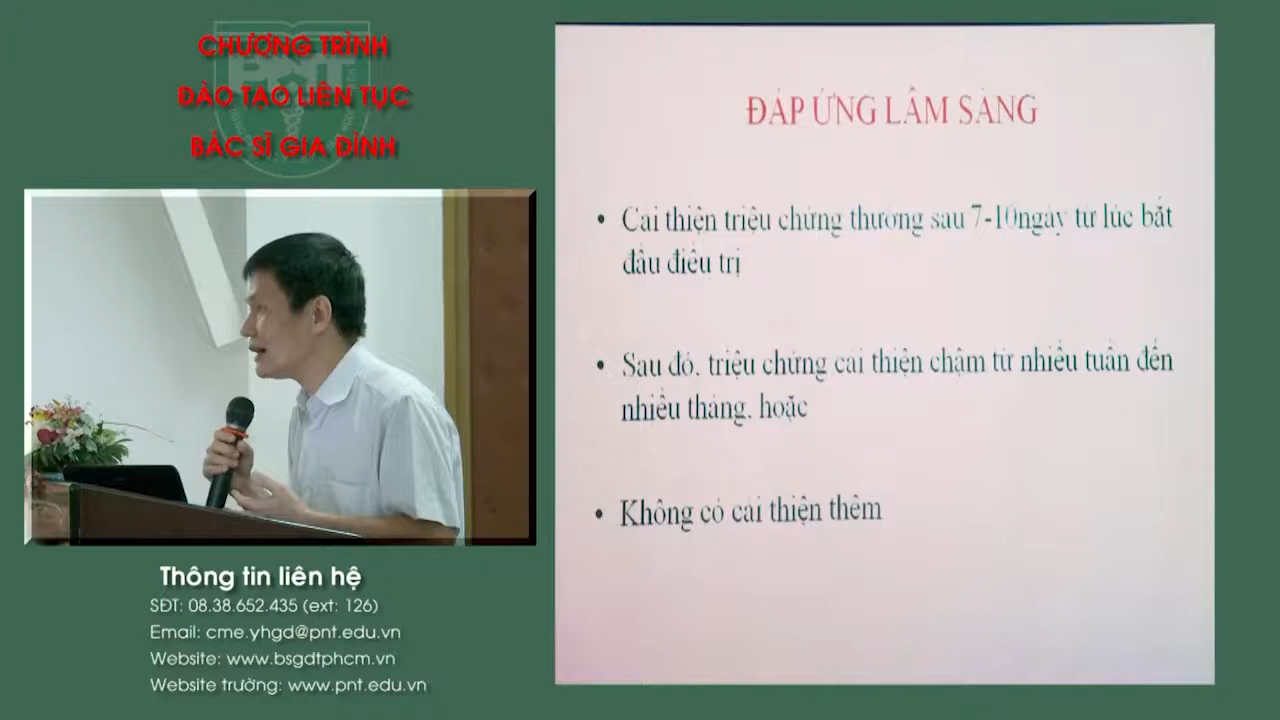 CHƯƠNG TRÌNH
ĐÀO TẠO LIÊN TỤC
BÁC SĨ GIA ĐÌNH
PNT
Thông tin liên hệ
SĐT: 08.38.652.435 (ext: 126)
Email: cme.yhgd@pnt.edu.vn
Website: www.bsgdtphcm.vn
Website trường: www.pnt.edu.vn
ĐÁP ỨNG LÂM SÀNG
• Cải thiện triệu chứng thường sau 7-10ngày từ lúc bắt
đầu điều trị
• Sau đó, triệu chứng cải thiện chậm từ nhiều tuần đến
nhiều tháng, hoặc
• Không có cải thiện thêm